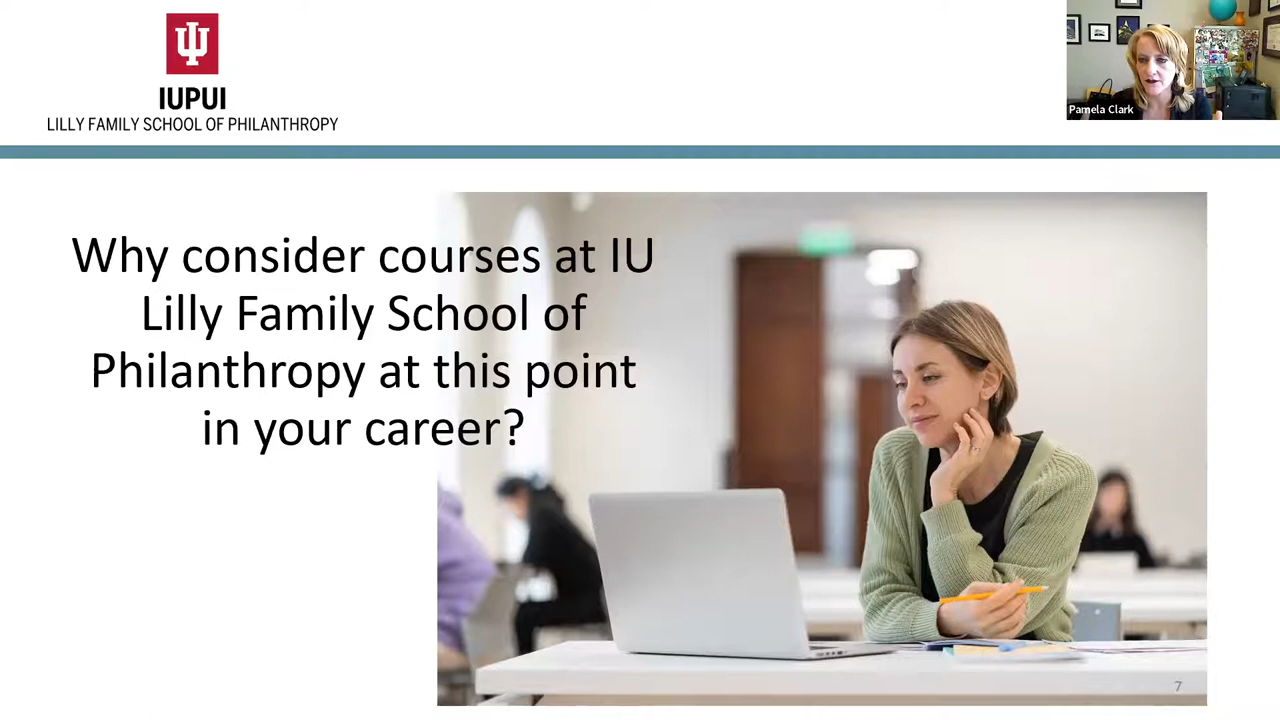 IUPUI
LILLY FAMILY SCHOOL OF PHILANTHROPY
Pamela Clark
Why consider courses at IU
Lilly Family School of
Philanthropy at this point
in your career?
7